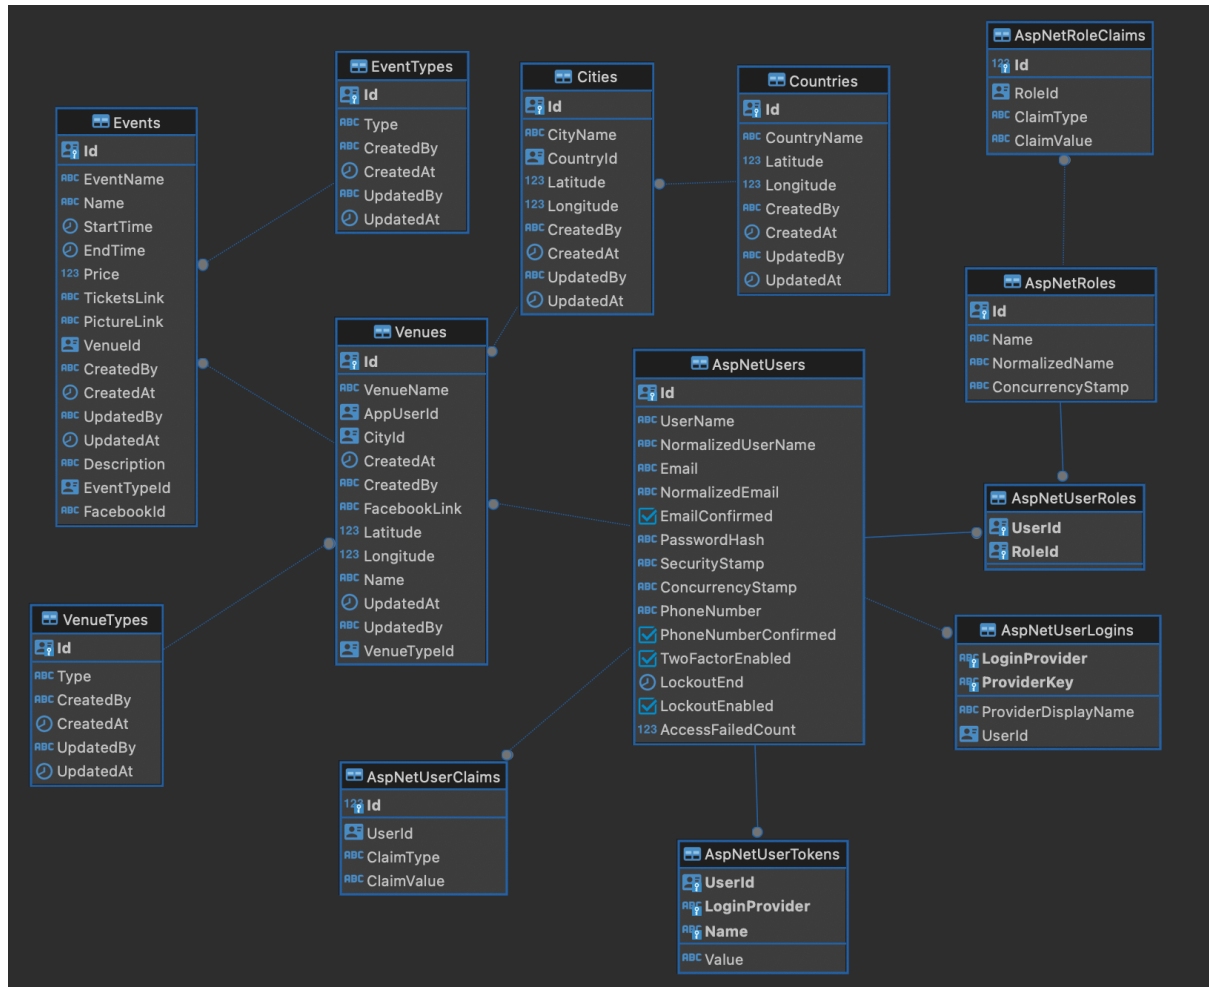 Events
Id
EventName
Name
StartTime
EndTime
Price
TicketsLink
PictureLink
VenueId
CreatedBy
CreatedAt
UpdatedBy
UpdatedAt
Description
EventTypeId
FacebookId
EventTypes
Id
Type
CreatedBy
CreatedAt
UpdatedBy
UpdatedAt
Cities
Id
CityName
CountryId
Latitude
Longitude
CreatedBy
CreatedAt
UpdatedBy
UpdatedAt
Countries
Id
CountryName
Latitude
Longitude
CreatedBy
CreatedAt
UpdatedBy
UpdatedAt
AspNetRoleClaims
Id
RoleId
ClaimType
ClaimValue
Venues
Id
VenueName
AppUserId
CityId
CreatedAt
CreatedBy
FacebookLink
Latitude
Longitude
Name
UpdatedAt
UpdatedBy
VenueTypeId
AspNetUsers
Id
UserName
NormalizedUserName
Email
NormalizedEmail
EmailConfirmed
PasswordHash
SecurityStamp
ConcurrencyStamp
PhoneNumber
PhoneNumberConfirmed
TwoFactorEnabled
LockoutEnd
LockoutEnabled
AccessFailedCount
AspNetRoles
Id
Name
NormalizedName
ConcurrencyStamp
AspNetUserRoles
UserId
RoleId
VenueTypes
Id
Type
CreatedBy
CreatedAt
UpdatedBy
UpdatedAt
AspNetUserLogins
LoginProvider
ProviderKey
ProviderDisplayName
UserId
AspNetUserClaims
Id
UserId
ClaimType
ClaimValue
AspNetUserTokens
UserId
LoginProvider
Name
Value